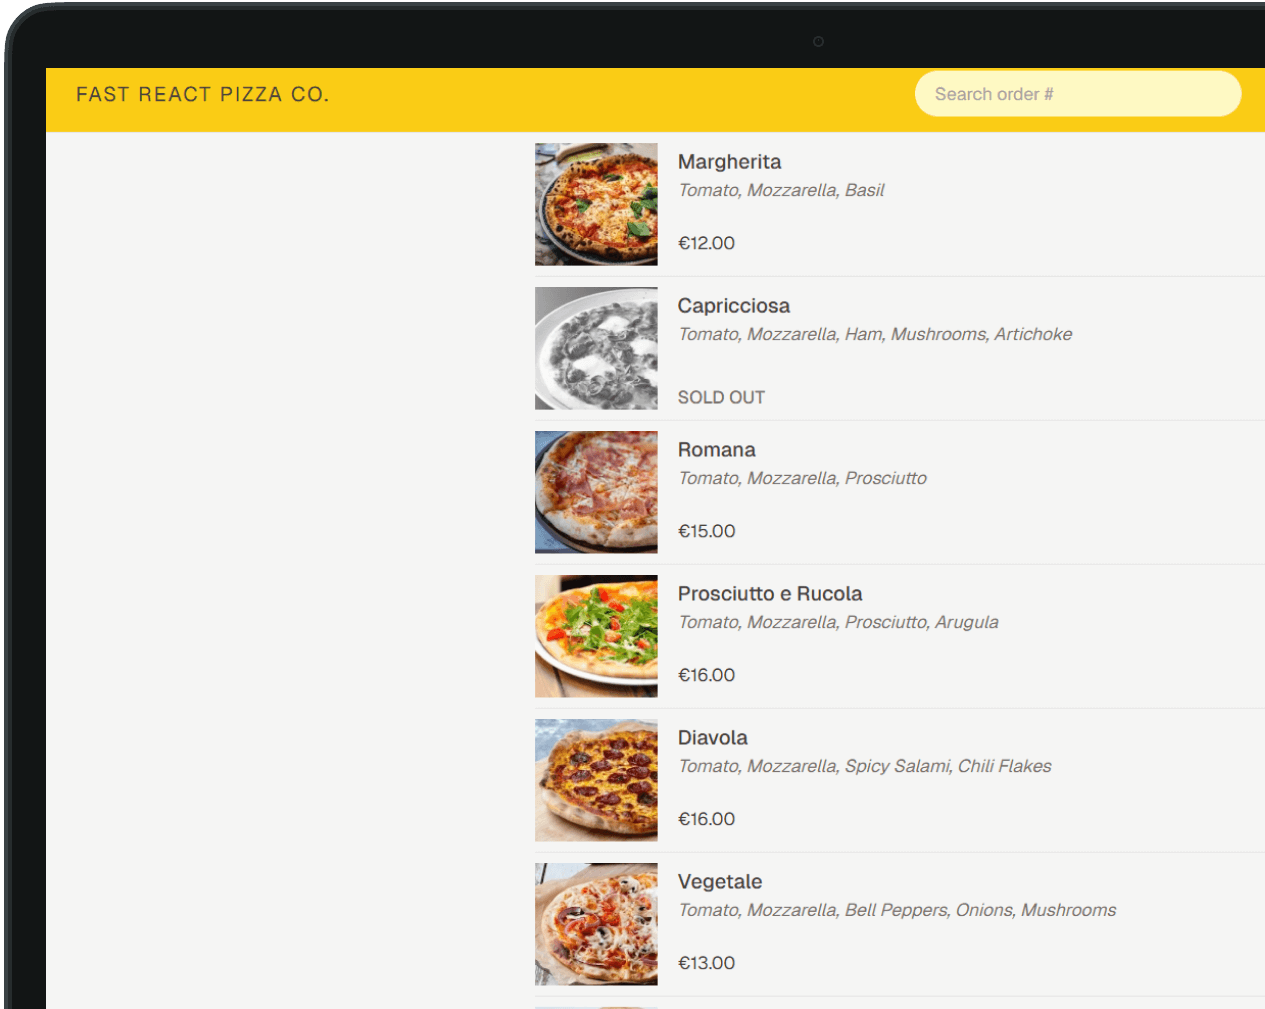 FAST REACT PIZZA CO.
Search order #
Margherita
Tomato, Mozzarella, Basil
€12.00
Capricciosa
Tomato, Mozzarella, Ham, Mushrooms, Artichoke
SOLD OUT
Romana
Tomato, Mozzarella, Prosciutto
€15.00
Prosciutto e Rucola
Tomato, Mozzarella, Prosciutto, Arugula
€16.00
Diavola
Tomato, Mozzarella, Spicy Salami, Chili Flakes
€16.00
Vegetale
Tomato, Mozzarella, Bell Peppers, Onions, Mushrooms
€13.00